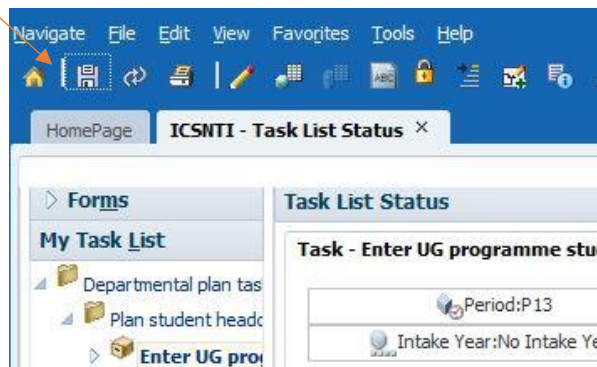 Navigate File Edit View Favorites Tools Help
ABC
HomePage ICSNTI - Task List Status ×
Forms
Task List Status
My Task List
Task - Enter UG programme stu
Departmental plan tas
Period:P13
Plan student headc
Intake Year:No Intake Ye
Enter UG prog